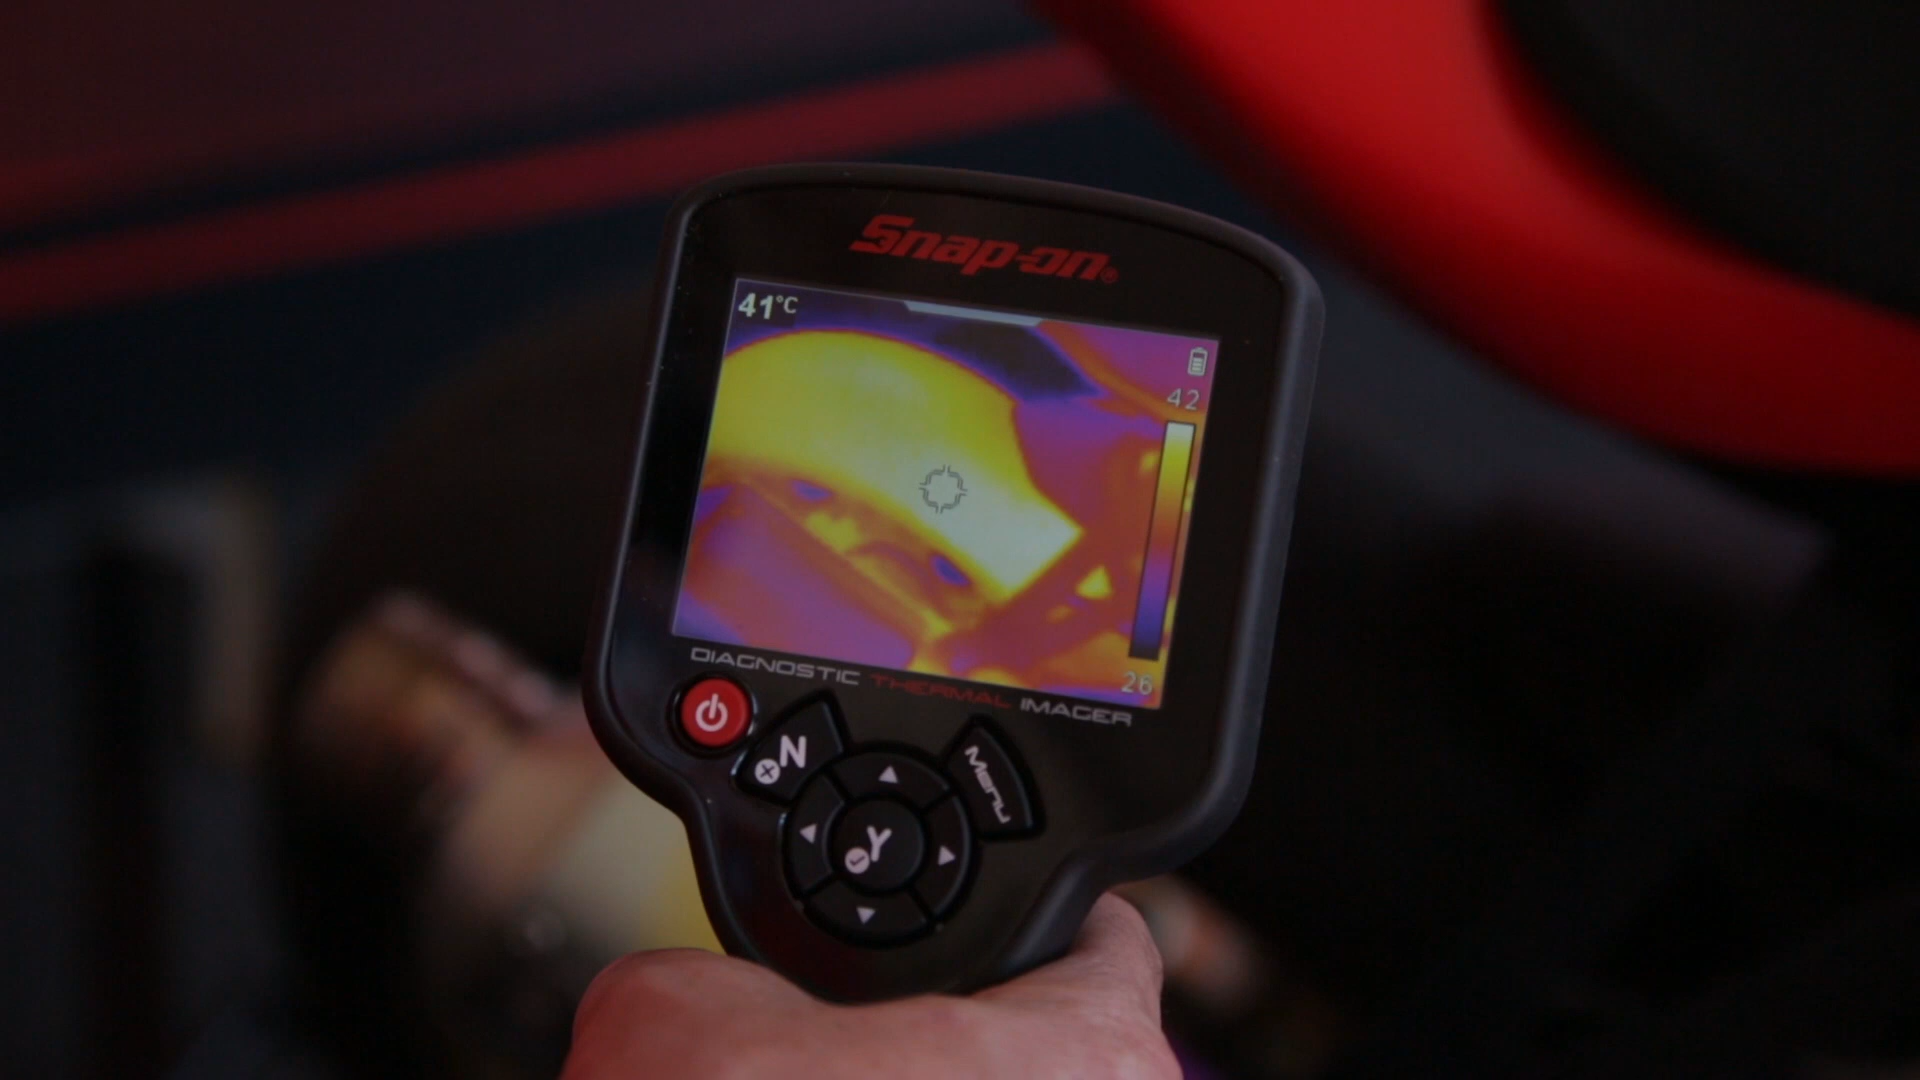 Snap-on®
41°C
42
26
DIAGNOSTIC THERMAL IMAGER
N
Menu
Y